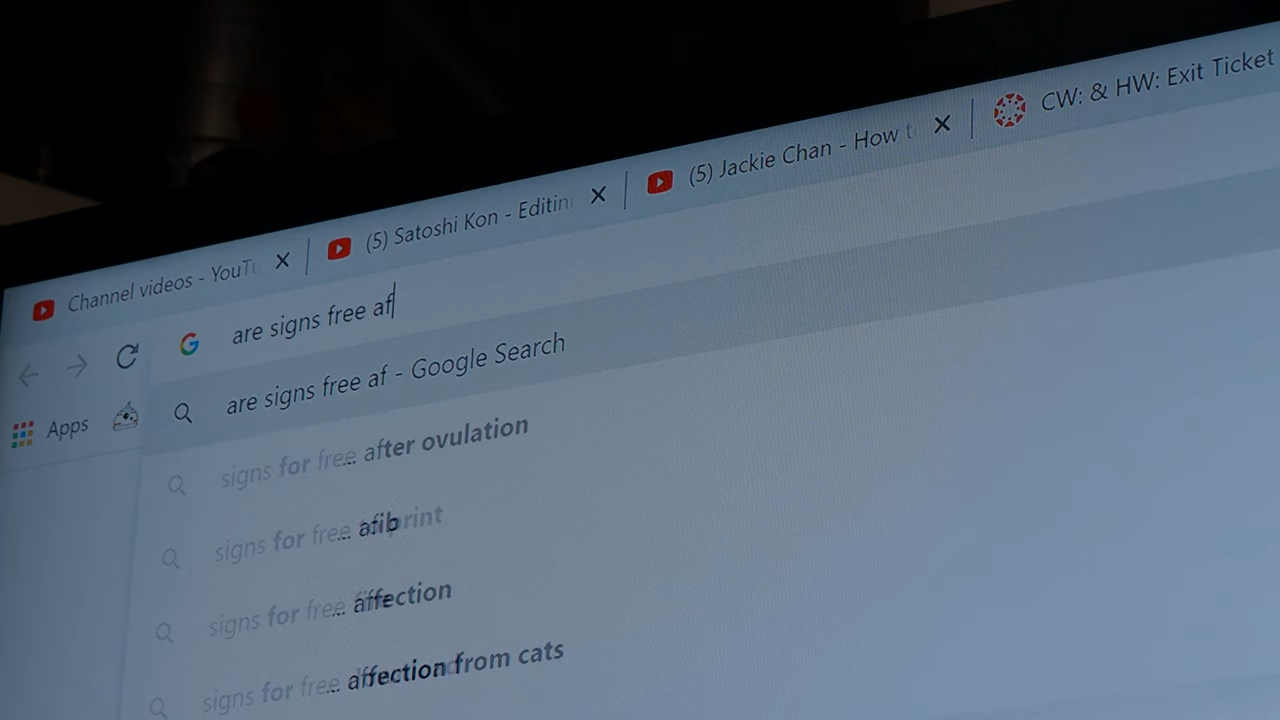 Channel videos - YouTu
(5) Satoshi Kon - Editing
(5) Jackie Chan - How t
CW: & HW: Exit Ticket
are signs free af
Apps
are signs free af - Google Search
signs for free ... after ovulation
signs for free ... afib
signs for free ... affection
signs for free ... affection from cats